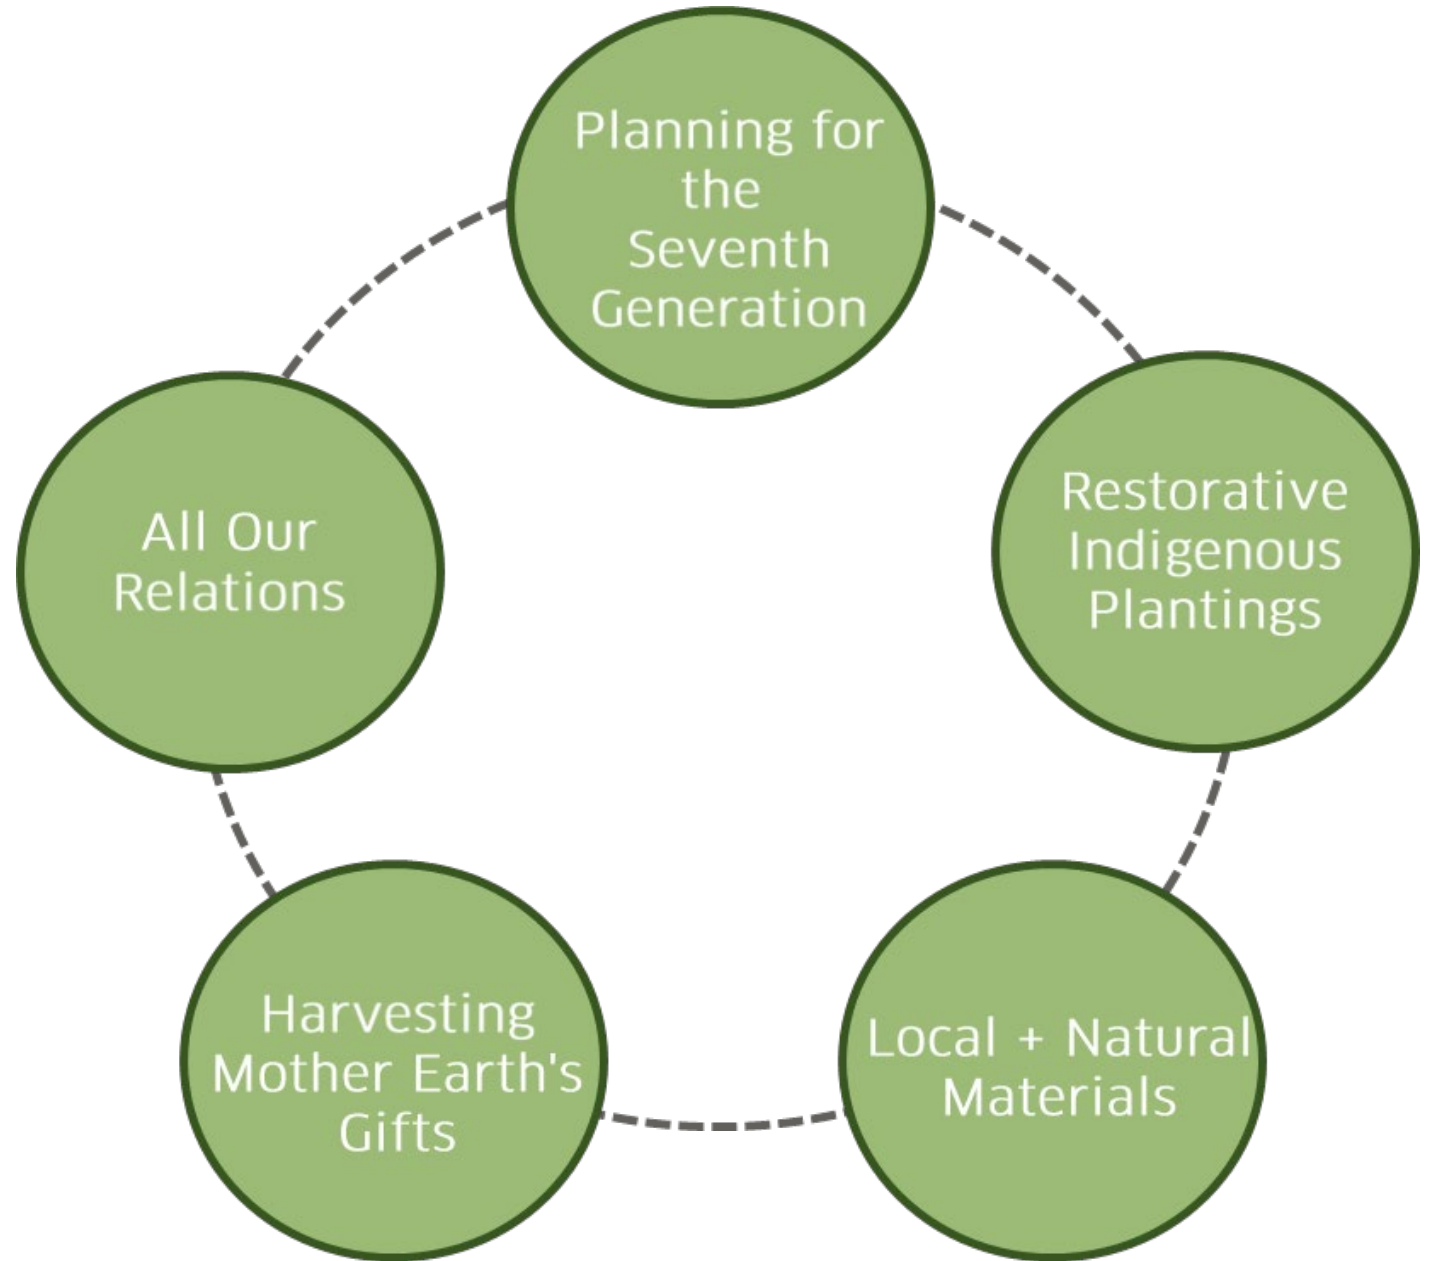 Planning for
the
Seventh
Generation
Restorative
Indigenous
Plantings
Local + Natural
Materials
Harvesting
Mother Earth's
Gifts
All Our
Relations